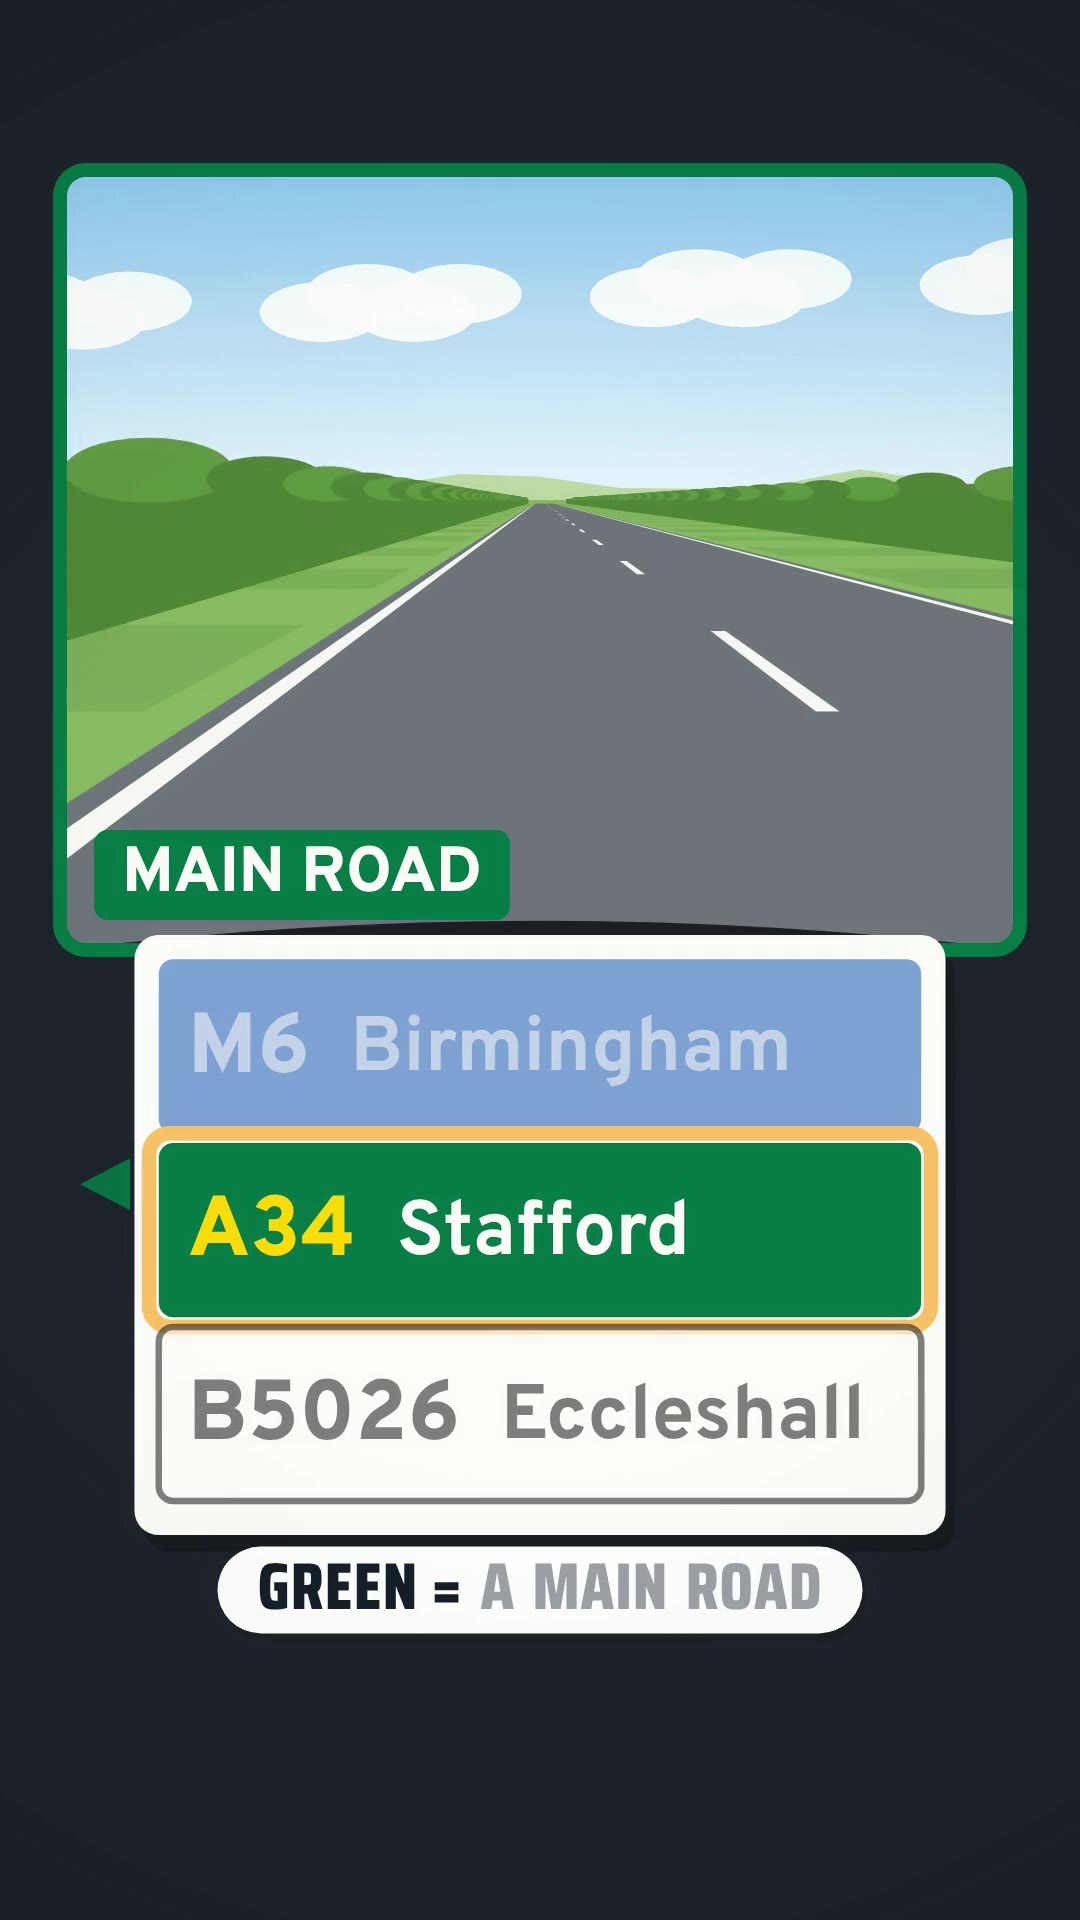 MAIN ROAD
M6 Birmingham
A34 Stafford
B5026 Eccleshall
GREEN = A MAIN ROAD